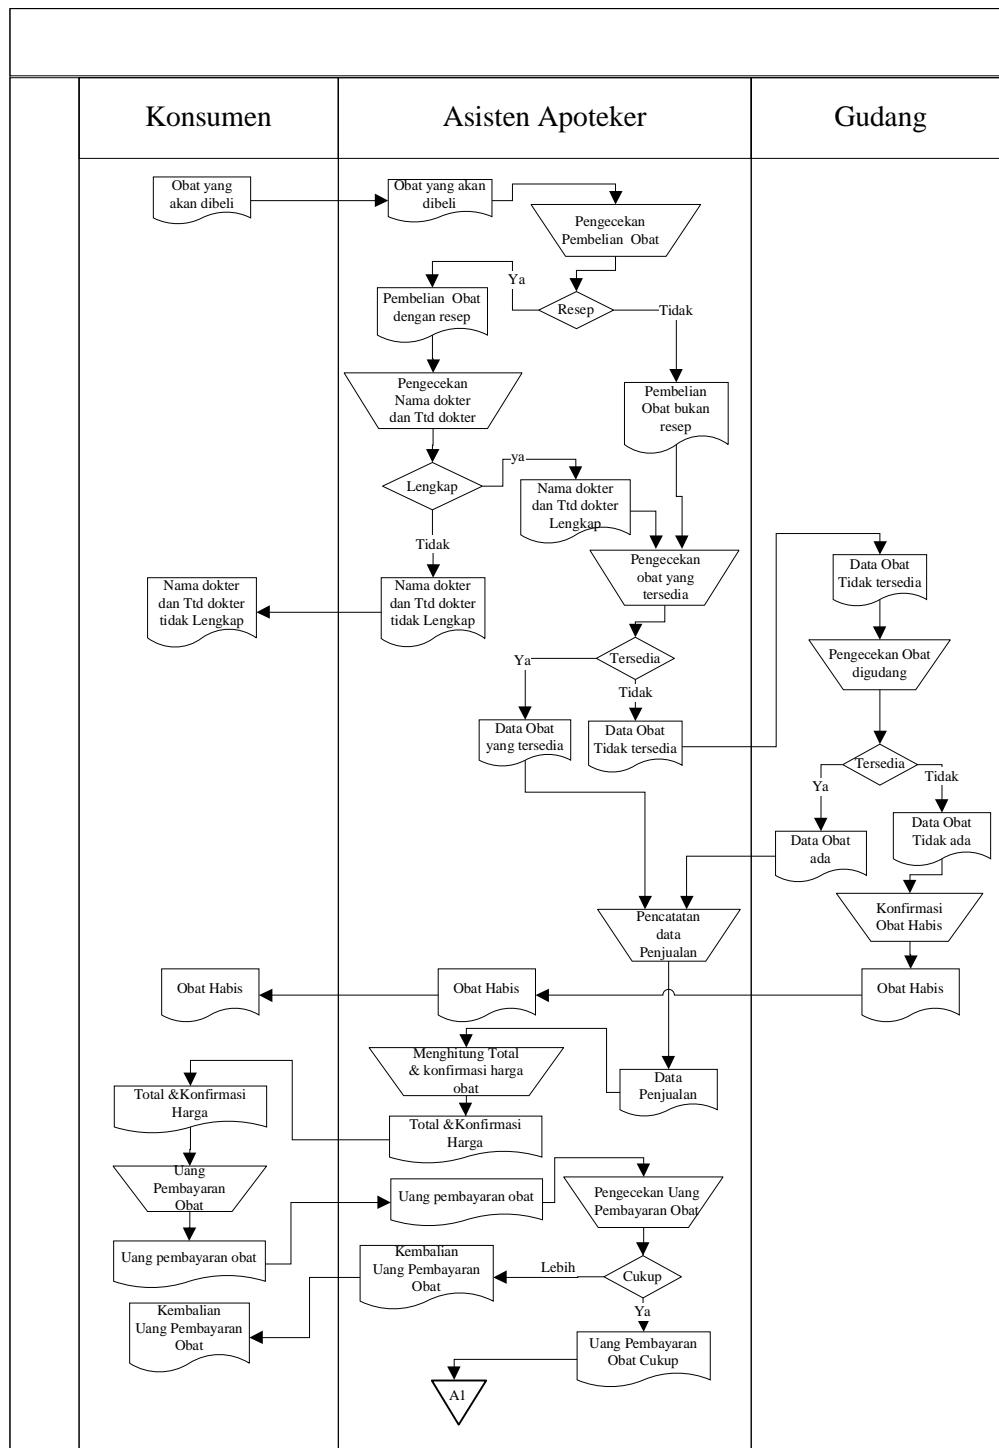 Konsumen
Asisten Apoteker
Gudang
Obat yang
akan dibeli
Obat yang akan
dibeli
Pengecekan
Pembelian Obat
Ya
Resep
Tidak
Pembelian Obat
dengan resep
Pengecekan
Nama dokter
dan Ttd dokter
Pembelian
Obat bukan
resep
Lengkap
ya
Nama dokter
dan Ttd dokter
Lengkap
Tidak
Nama dokter
dan Ttd dokter
tidak Lengkap
Nama dokter
dan Ttd dokter
tidak Lengkap
Pengecekan
obat yang
tersedia
Data Obat
Tidak tersedia
Pengecekan Obat
digudang
Ya
Tersedia
Tidak
Data Obat
yang tersedia
Data Obat
Tidak tersedia
Tersedia
Ya
Tidak
Data Obat
ada
Data Obat
Tidak ada
Konfirmasi
Obat Habis
Pencatatan
data
Penjualan
Obat Habis
Obat Habis
Obat Habis
Menghitung Total
& konfirmasi harga
obat
Data
Penjualan
Total &Konfirmasi
Harga
Total &Konfirmasi
Harga
Uang
Pembayaran
Obat
Uang pembayaran obat
Pengecekan Uang
Pembayaran Obat
Uang pembayaran obat
Kembalian
Uang Pembayaran
Obat
Lebih
Cukup
Ya
Kembalian
Uang Pembayaran
Obat
Uang Pembayaran
Obat Cukup
A1